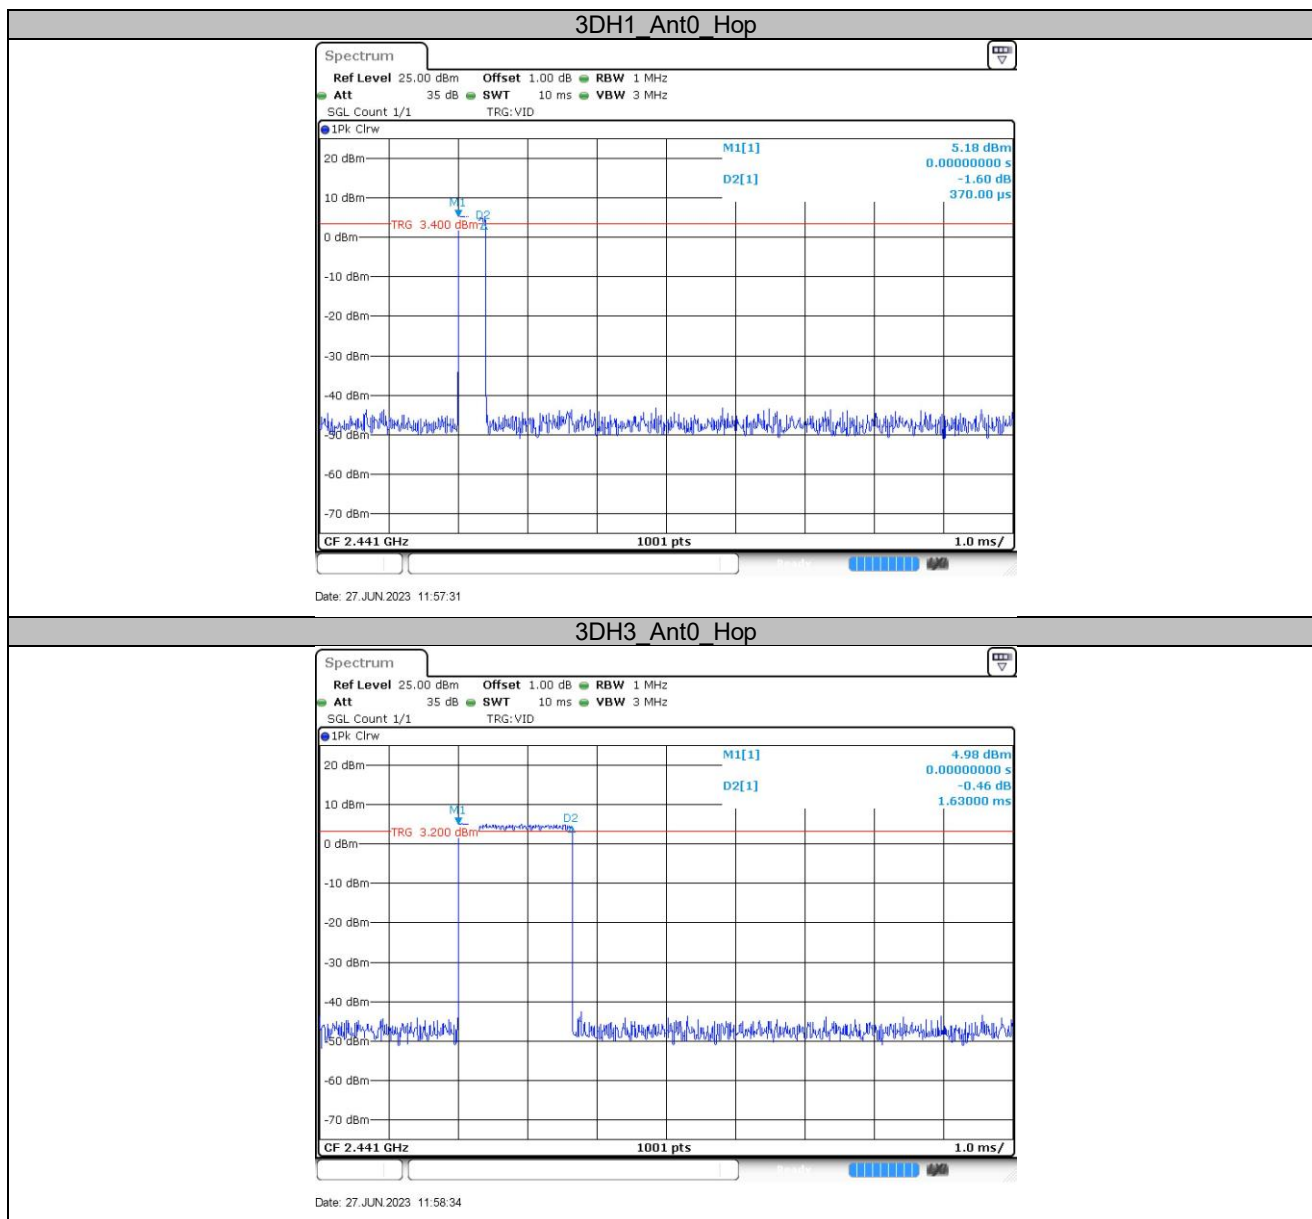 3DH1_Ant0_Hop
Spectrum
Ref Level 25.00 dBm Offset 1.00 dB RBW 1 MHz
Att 35 dB SWT 10 ms VBW 3 MHz
SGL Count 1/1 TRG:VID
1Pk Clrw
M1[1] 5.18 dBm
0.00000000 s
D2[1] -1.60 dB
370.00 µs
20 dBm
10 dBm
M1
D2
TRG 3.400 dBm
0 dBm
-10 dBm
-20 dBm
-30 dBm
-40 dBm
-50 dBm
-60 dBm
-70 dBm
CF 2.441 GHz 1001 pts 1.0 ms/
Ready
Date: 27.JUN.2023 11:57:31
3DH3_Ant0_Hop
Spectrum
Ref Level 25.00 dBm Offset 1.00 dB RBW 1 MHz
Att 35 dB SWT 10 ms VBW 3 MHz
SGL Count 1/1 TRG:VID
1Pk Clrw
M1[1] 4.98 dBm
0.00000000 s
D2[1] -0.46 dB
1.63000 ms
20 dBm
10 dBm
M1
D2
TRG 3.200 dBm
0 dBm
-10 dBm
-20 dBm
-30 dBm
-40 dBm
-50 dBm
-60 dBm
-70 dBm
CF 2.441 GHz 1001 pts 1.0 ms/
Ready
Date: 27.JUN.2023 11:58:34